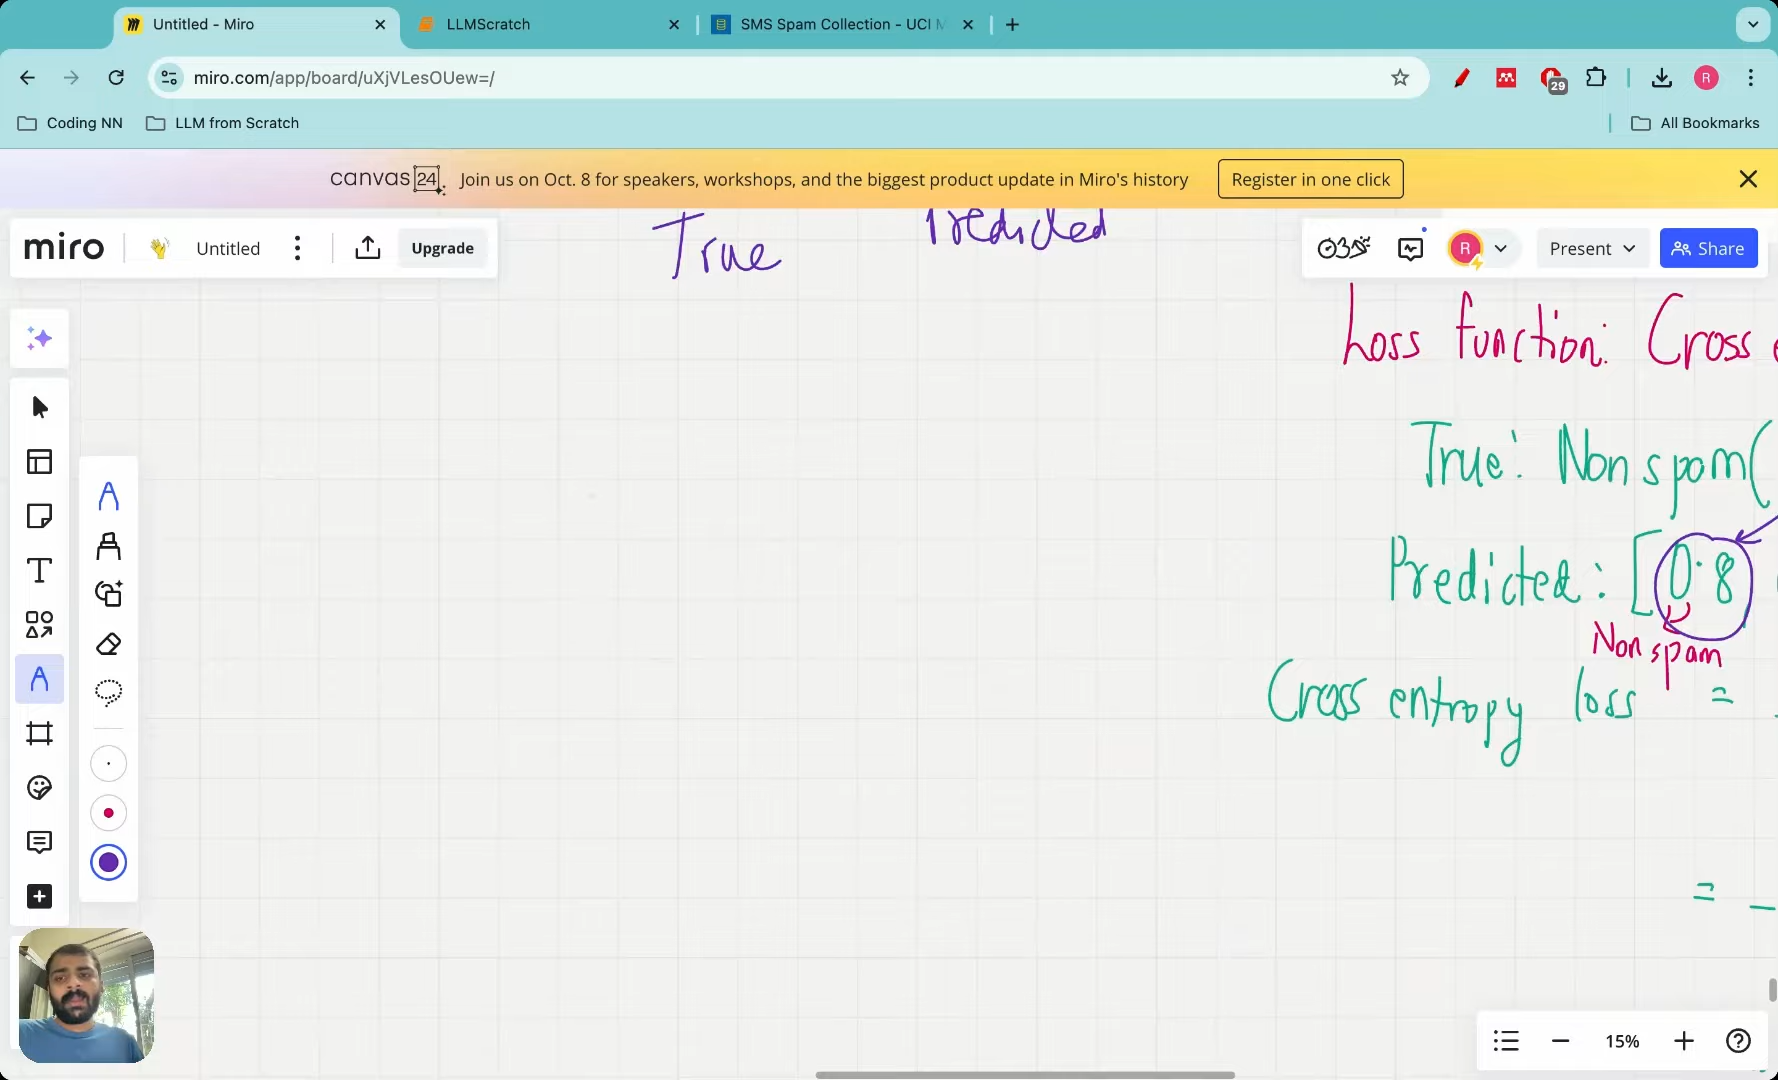 Untitled - Miro
LLMScratch
SMS Spam Collection - UCI M
miro.com/app/board/uXjVLesOUew=/
29
R
Coding NN
LLM from Scratch
All Bookmarks
canvas 24
Join us on Oct. 8 for speakers, workshops, and the biggest product update in Miro's history
Register in one click
miro
Untitled
Upgrade
R
Present
Share
True
Predicted
Loss function: Cross
True: Non spam(
Predicted: [0.8
Non spam
Cross entropy loss =
= -
15%